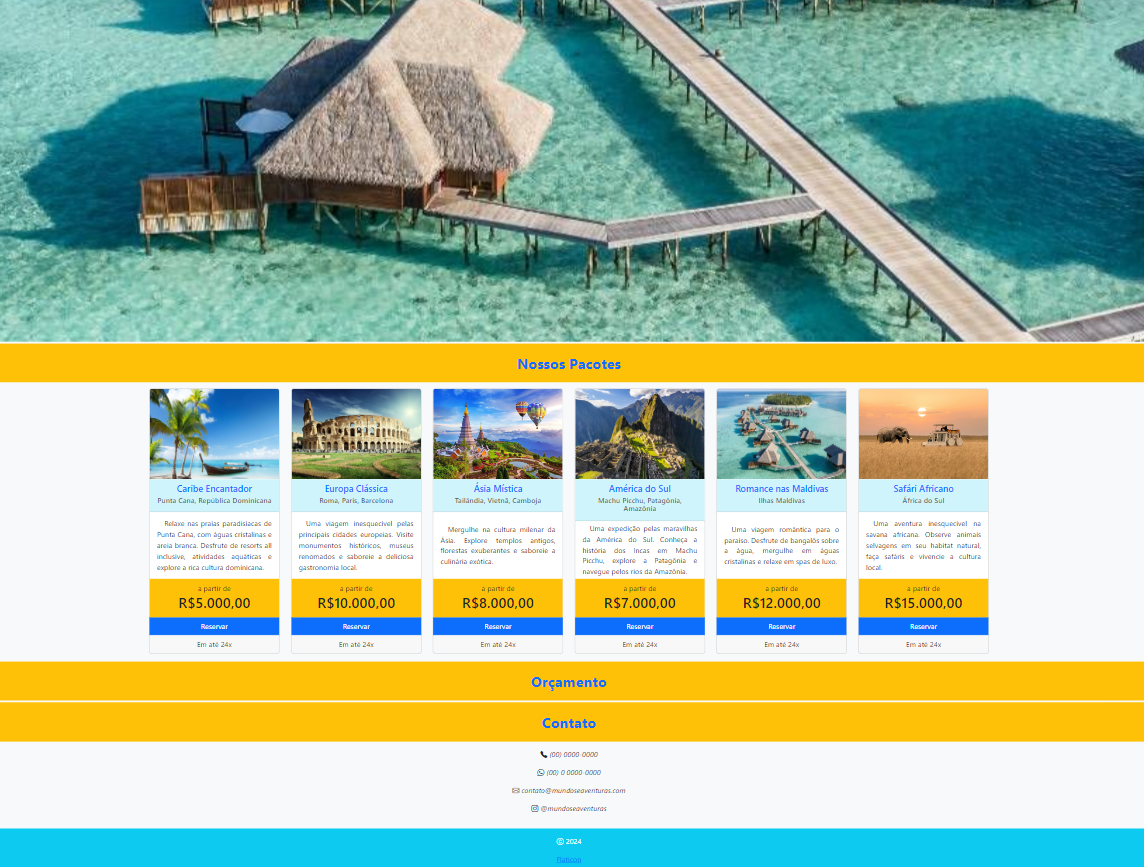 Nossos Pacotes
Caribe Encantador
Punta Cana, República Dominicana
Relaxe nas praias paradisíacas de
Punta Cana, com águas cristalinas e
areia branca. Desfrute de resorts all
inclusive, atividades aquáticas e
explore a rica cultura dominicana.
a partir de
R$5.000,00
Reservar
Em até 24x
Europa Clássica
Roma, Paris, Barcelona
Uma viagem inesquecível pelas
principais cidades europeias. Visite
monumentos históricos, museus
renomados e saboreie a deliciosa
gastronomia local.
a partir de
R$10.000,00
Reservar
Em até 24x
Ásia Mística
Tailândia, Vietnã, Camboja
Mergulhe na cultura milenar da
Ásia. Explore templos antigos,
florestas exuberantes e saboreie a
culinária exótica.
a partir de
R$8.000,00
Reservar
Em até 24x
América do Sul
Machu Picchu, Patagônia,
Amazônia
Uma expedição pelas maravilhas
da América do Sul. Conheça a
história dos Incas em Machu
Picchu, explore a Patagônia e
navegue pelos rios da Amazônia.
a partir de
R$7.000,00
Reservar
Em até 24x
Romance nas Maldivas
Ilhas Maldivas
Uma viagem romântica para o
paraíso. Desfrute de bangalôs sobre
a água, mergulhe em águas
cristalinas e relaxe em spas de luxo.
a partir de
R$12.000,00
Reservar
Em até 24x
Safári Africano
África do Sul
Uma aventura inesquecível na
savana africana. Observe animais
selvagens em seu habitat natural,
faça safáris e vivencie a cultura
local.
a partir de
R$15.000,00
Reservar
Em até 24x
Orçamento
Contato
(00) 0000-0000
(00) 0 0000-0000
contato@mundoseaventuras.com
@mundoseaventuras
© 2024
Flaticon